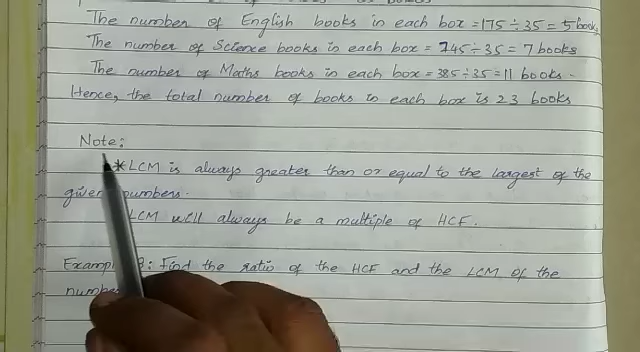 The number of English books in each box = 175 ÷ 35 = 5 books
The number of Science books in each box = 245 ÷ 35 = 7 books
The number of Maths books in each box = 385 ÷ 35 = 11 books.
Hence, the total number of books in each box is 23 books
Note:
* LCM is always greater than or equal to the largest of the
given numbers.
LCM will always be a multiple of HCF.
Example 3: Find the ratio of the HCF and the LCM of the